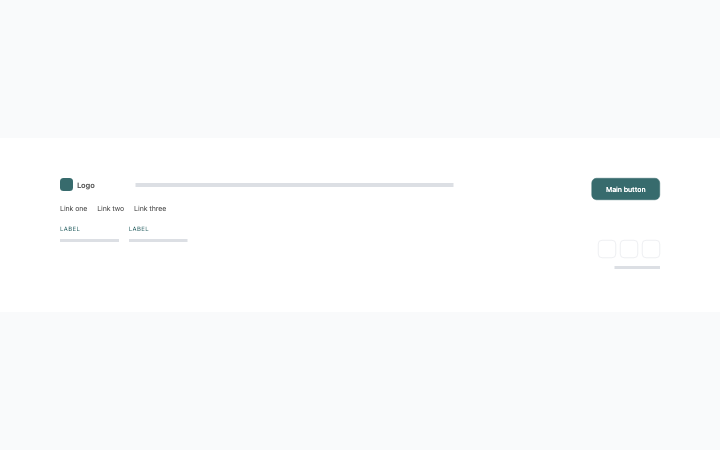 Logo
Main button
Link one Link two Link three
LABEL LABEL